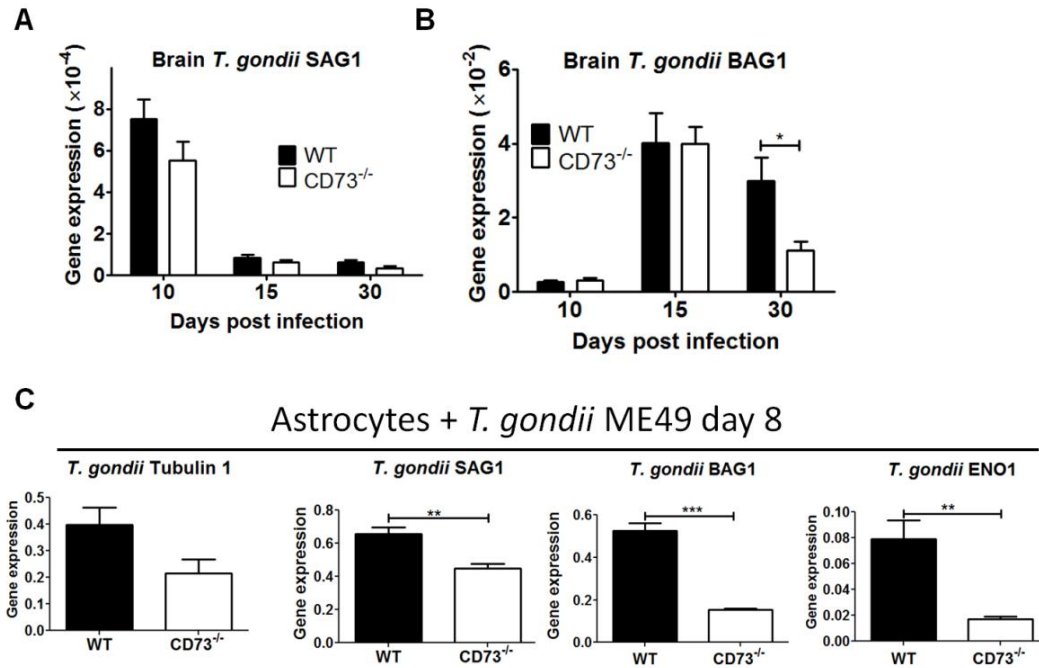 A
Brain T. gondii SAG1
Gene expression (×10⁻⁴)
8
6
4
2
0
WT
CD73⁻/⁻
10 15 30
Days post infection
B
Brain T. gondii BAG1
Gene expression (×10⁻²)
6
4
2
0
WT
CD73⁻/⁻
*
10 15 30
Days post infection
C
Astrocytes + T. gondii ME49 day 8
T. gondii Tubulin 1
Gene expression
0.5
0.4
0.3
0.2
0.1
0.0
WT CD73⁻/⁻
T. gondii SAG1
Gene expression
0.8
0.6
0.4
0.2
0.0
**
WT CD73⁻/⁻
T. gondii BAG1
Gene expression
0.6
0.4
0.2
0.0
***
WT CD73⁻/⁻
T. gondii ENO1
Gene expression
0.10
0.08
0.06
0.04
0.02
0.00
**
WT CD73⁻/⁻